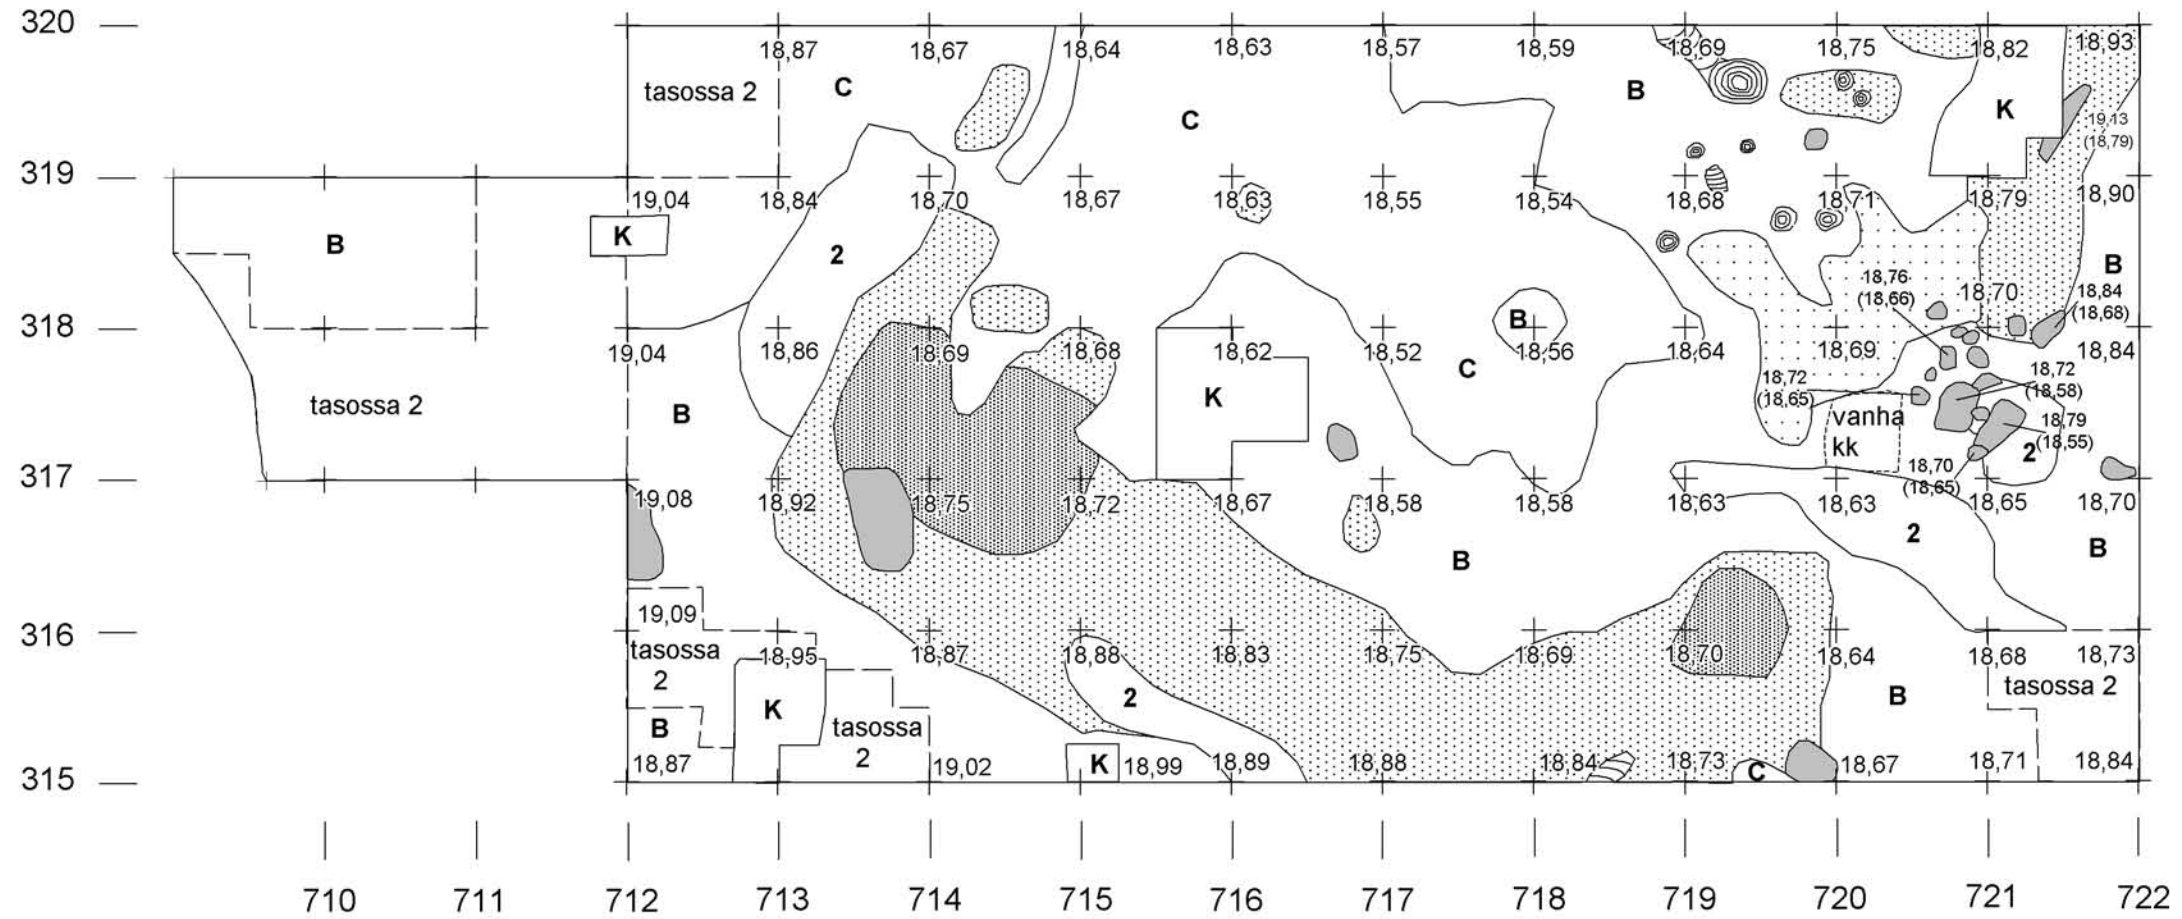 320
18,87 18,67 18,64 18,63 18,57 18,59 18,69 18,75 18,82 18,93
tasossa 2 C B K
C
19,13
(18,79)
319
19,04 18,84 18,70 18,67 18,63 18,55 18,54 18,68 18,71 18,79 18,90
B K 2 B
18,76
(18,66)
18,70
18,84
(18,68)
B
318
19,04 18,86 18,69 18,68 18,62 18,52 18,56 18,64 18,69 18,84
C
18,72
(18,65)
18,72
(18,58)
tasossa 2 B K
vanha
kk
18,79
(18,55)
2
18,70
(18,65)
317
19,08 18,92 18,75 18,72 18,67 18,58 18,58 18,63 18,63 18,65 18,70
2
B B
19,09
316
tasossa
2
18,95 18,87 18,88 18,83 18,75 18,69 18,70 18,64 18,68 18,73
tasossa 2
2 B
K
B
tasossa
2
K C
315
18,87 19,02 18,99 18,89 18,88 18,84 18,73 18,67 18,71 18,84
710 711 712 713 714 715 716 717 718 719 720 721 722